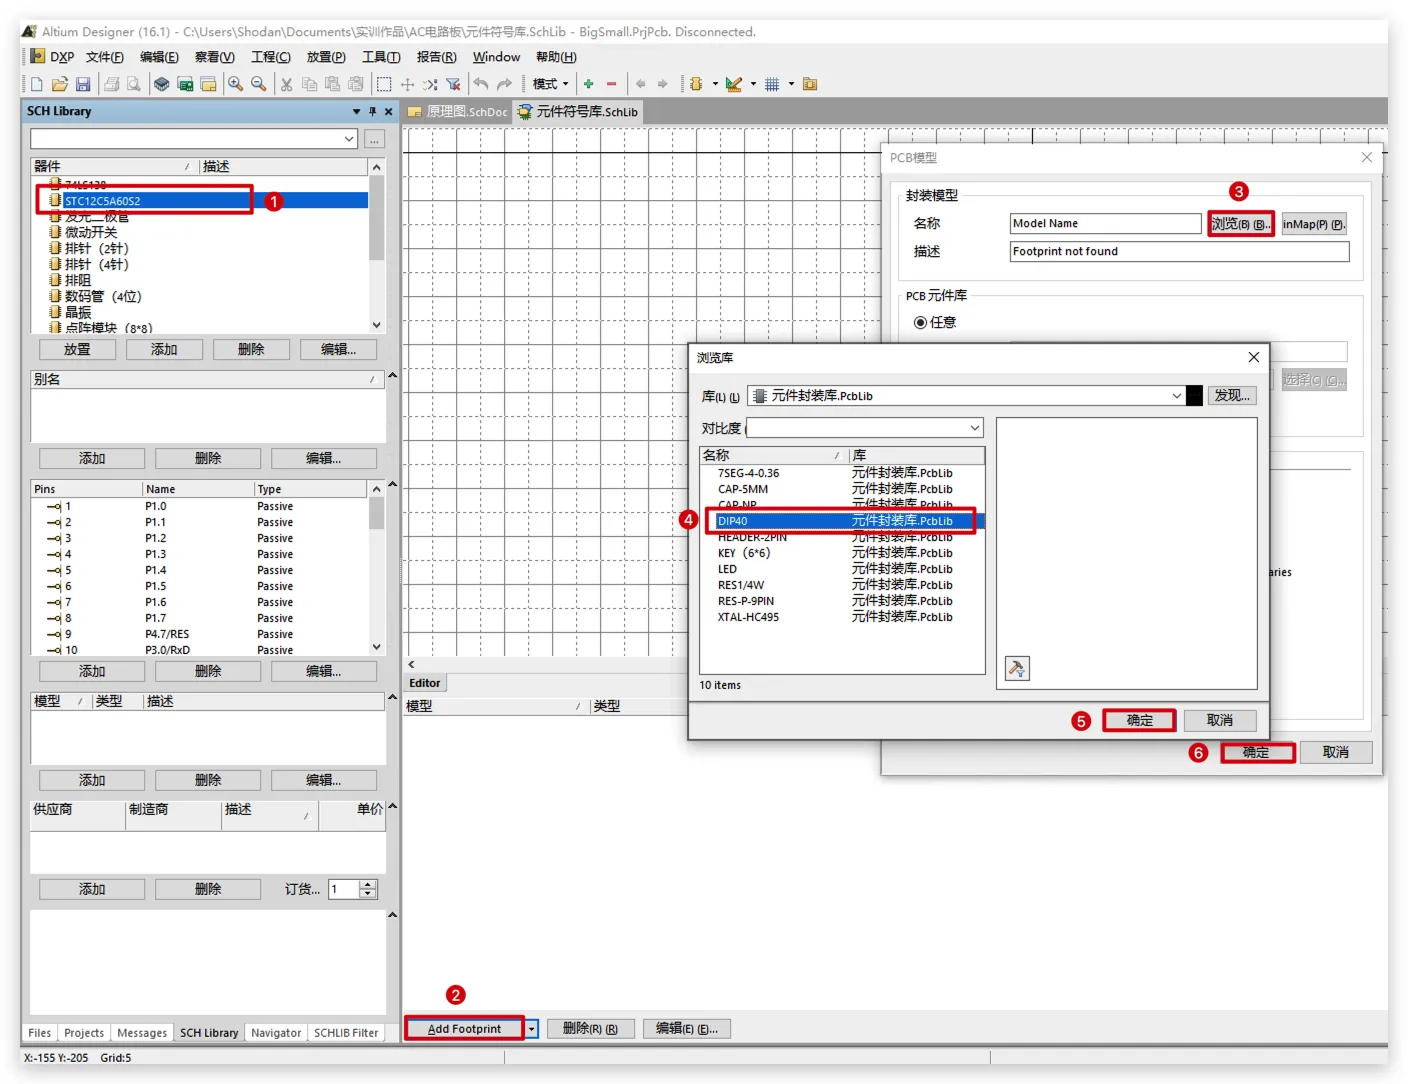 Altium Designer (16.1) - C:\Users\Shodan\Documents\实训作品\AC电路板\元件符号库.SchLib - BigSmall.PrjPcb. Disconnected.
DXP 文件(F) 编辑(E) 察看(V) 工程(C) 放置(P) 工具(T) 报告(R) Window 帮助(H)
模式
SCH Library
原理图.SchDoc 元件符号库.SchLib
...
器件 描述
74LS138
STC12C5A60S2
1
发光二极管
微动开关
排针（2针）
排针（4针）
排阻
数码管（4位）
晶振
点阵模块（8*8）
放置 添加 删除 编辑...
别名
添加 删除 编辑...
Pins Name Type
1 P1.0 Passive
2 P1.1 Passive
3 P1.2 Passive
4 P1.3 Passive
5 P1.4 Passive
6 P1.5 Passive
7 P1.6 Passive
8 P1.7 Passive
9 P4.7/RES Passive
10 P3.0/RxD Passive
添加 删除 编辑...
模型 类型 描述
添加 删除 编辑...
供应商 制造商 描述 单价
添加 删除 订货... 1
Files Projects Messages SCH Library Navigator SCHLIB Filter
X:-155 Y:-205 Grid:5
PCB模型
封装模型
3
名称 Model Name 浏览(B) (B).. inMap(P) (P).
描述 Footprint not found
PCB 元件库
任意
选择(C) (C)...
aries
浏览库
库(L) (L) 元件封装库.PcbLib ... 发现...
对比度 (
名称 库
7SEG-4-0.36 元件封装库.PcbLib
CAP-5MM 元件封装库.PcbLib
CAP-NP 元件封装库.PcbLib
4
DIP40 元件封装库.PcbLib
HEADER-2PIN 元件封装库.PcbLib
KEY（6*6） 元件封装库.PcbLib
LED 元件封装库.PcbLib
RES1/4W 元件封装库.PcbLib
RES-P-9PIN 元件封装库.PcbLib
XTAL-HC495 元件封装库.PcbLib
10 items
5 确定 取消
6 确定 取消
Editor
模型 类型
2
Add Footprint 删除(R) (R) 编辑(E) (E)...